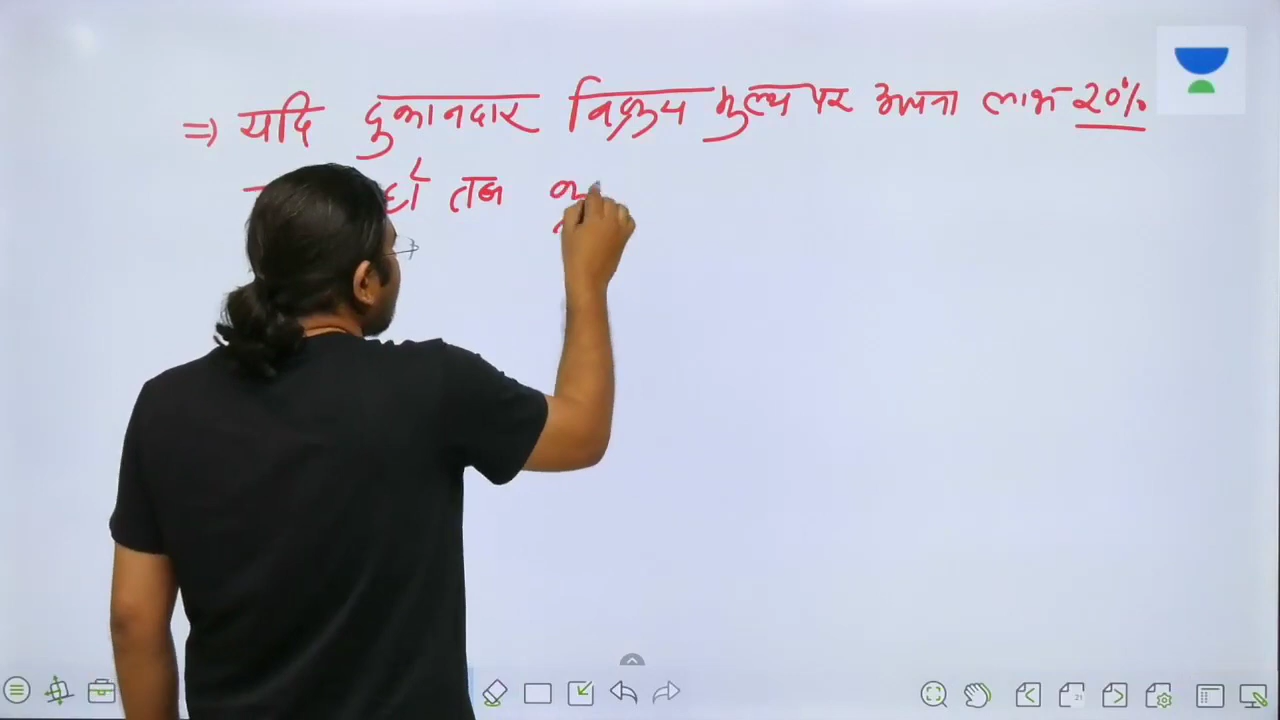 ⇒ यदि दुकानदार विक्रय मुल्य पर अपना लाभ 20%
हो तब